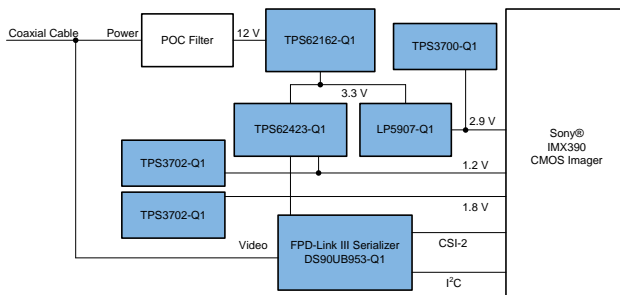 Coaxial Cable
Power
POC Filter
12 V
TPS62162-Q1
TPS3700-Q1
3.3 V
TPS62423-Q1
LP5907-Q1
2.9 V
Sony®
IMX390
CMOS Imager
TPS3702-Q1
1.2 V
TPS3702-Q1
1.8 V
Video
FPD-Link III Serializer
DS90UB953-Q1
CSI-2
I²C